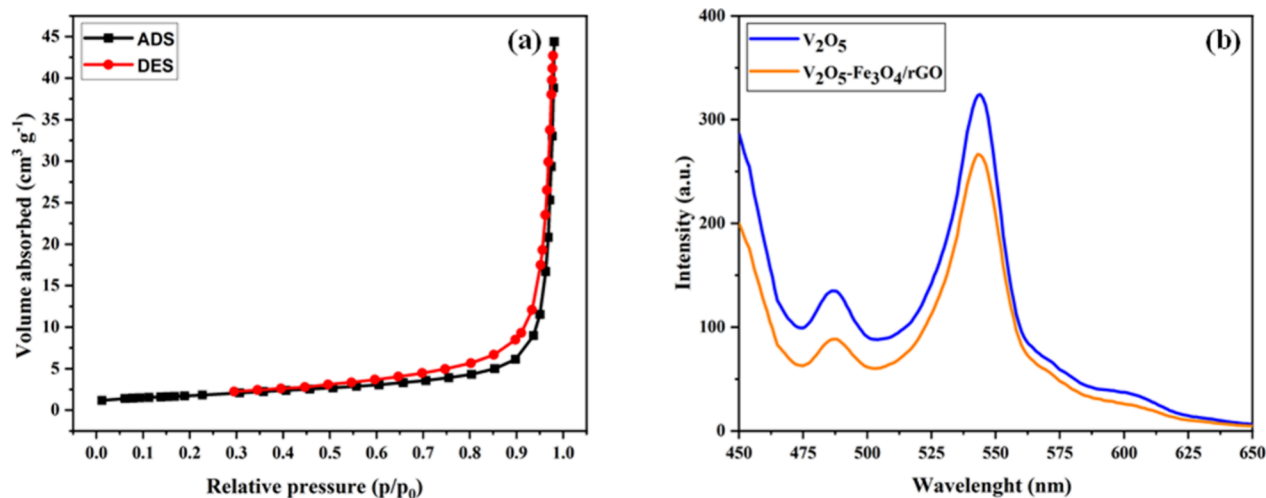 (a)
ADS
DES
Volume absorbed (cm³ g⁻¹)
45
40
35
30
25
20
15
10
5
0
0.0 0.1 0.2 0.3 0.4 0.5 0.6 0.7 0.8 0.9 1.0
Relative pressure (p/p₀)
(b)
V₂O₅
V₂O₅-Fe₃O₄/rGO
Intensity (a.u.)
400
300
200
100
0
450 475 500 525 550 575 600 625 650
Wavelenght (nm)